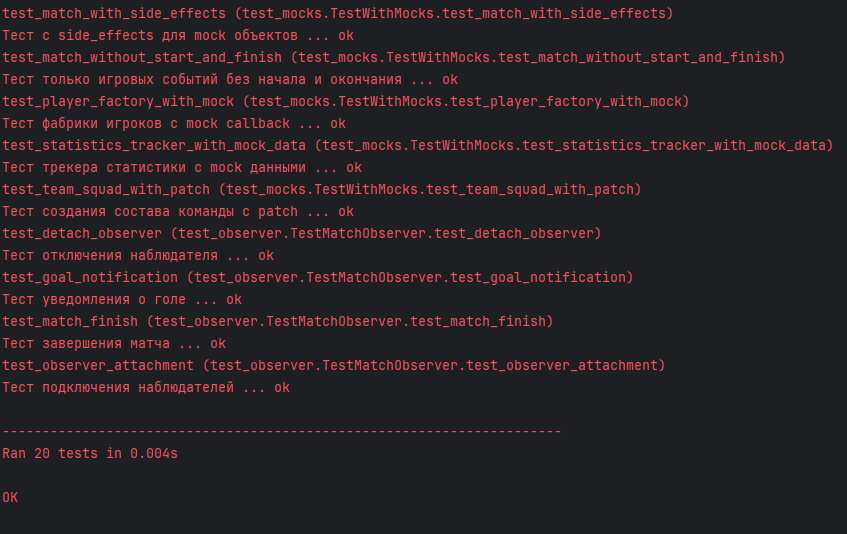 test_match_with_side_effects (test_mocks.TestWithMocks.test_match_with_side_effects)
Тест с side_effects для mock объектов ... ok
test_match_without_start_and_finish (test_mocks.TestWithMocks.test_match_without_start_and_finish)
Тест только игровых событий без начала и окончания ... ok
test_player_factory_with_mock (test_mocks.TestWithMocks.test_player_factory_with_mock)
Тест фабрики игроков с mock callback ... ok
test_statistics_tracker_with_mock_data (test_mocks.TestWithMocks.test_statistics_tracker_with_mock_data)
Тест трекера статистики с mock данными ... ok
test_team_squad_with_patch (test_mocks.TestWithMocks.test_team_squad_with_patch)
Тест создания состава команды с patch ... ok
test_detach_observer (test_observer.TestMatchObserver.test_detach_observer)
Тест отключения наблюдателя ... ok
test_goal_notification (test_observer.TestMatchObserver.test_goal_notification)
Тест уведомления о голе ... ok
test_match_finish (test_observer.TestMatchObserver.test_match_finish)
Тест завершения матча ... ok
test_observer_attachment (test_observer.TestMatchObserver.test_observer_attachment)
Тест подключения наблюдателей ... ok
----------------------------------------------------------------------
Ran 20 tests in 0.004s
OK